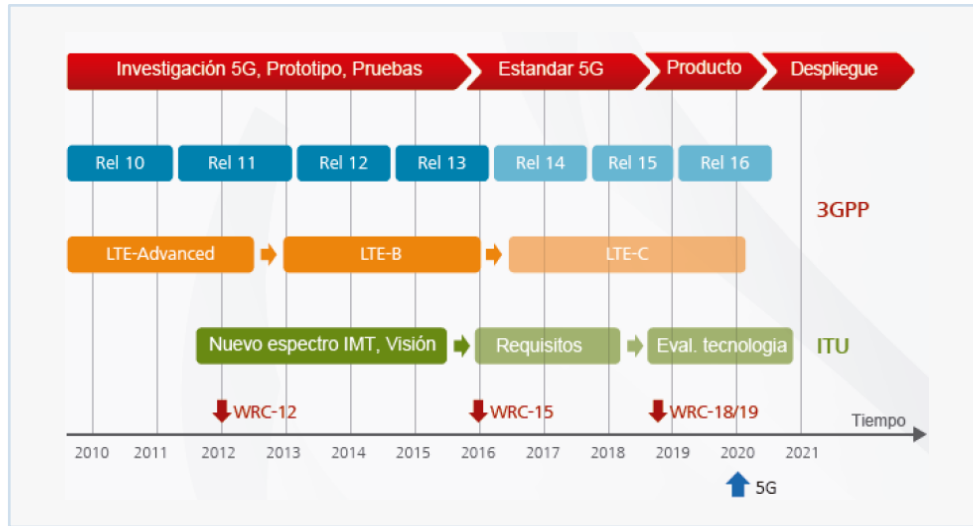 Investigación 5G, Prototipo, Pruebas
Estandar 5G
Producto
Despliegue
Rel 10
Rel 11
Rel 12
Rel 13
Rel 14
Rel 15
Rel 16
3GPP
LTE-Advanced
LTE-B
LTE-C
Nuevo espectro IMT, Visión
Requisitos
Eval. tecnologia
ITU
WRC-12
WRC-15
WRC-18/19
Tiempo
2010
2011
2012
2013
2014
2015
2016
2017
2018
2019
2020
2021
5G